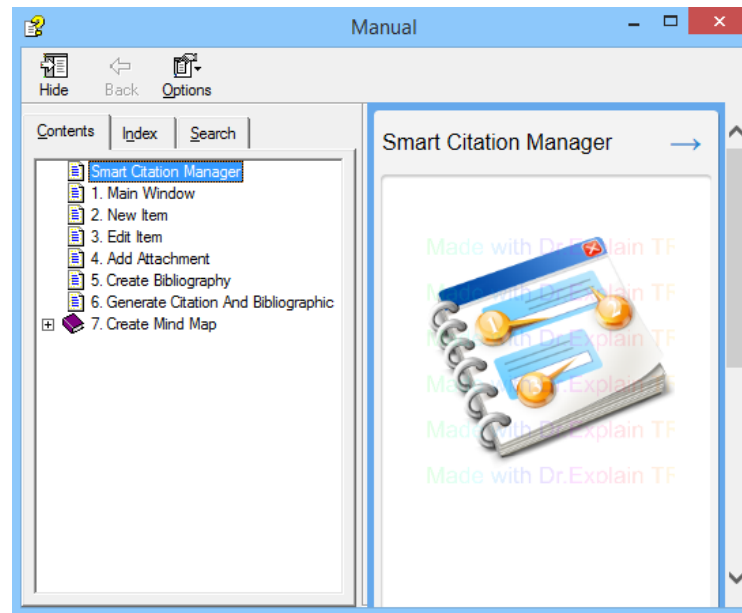 Manual
Hide Back Options
Contents Index Search
Smart Citation Manager
1. Main Window
2. New Item
3. Edit Item
4. Add Attachment
5. Create Bibliography
6. Generate Citation And Bibliographic
7. Create Mind Map
Smart Citation Manager →
Made with Dr.Explain TF
Made with Dr.Explain TF
Made with Dr.Explain TF
Made with Dr.Explain TF
Made with Dr.Explain TF
Made with Dr.Explain TF
1
2
3